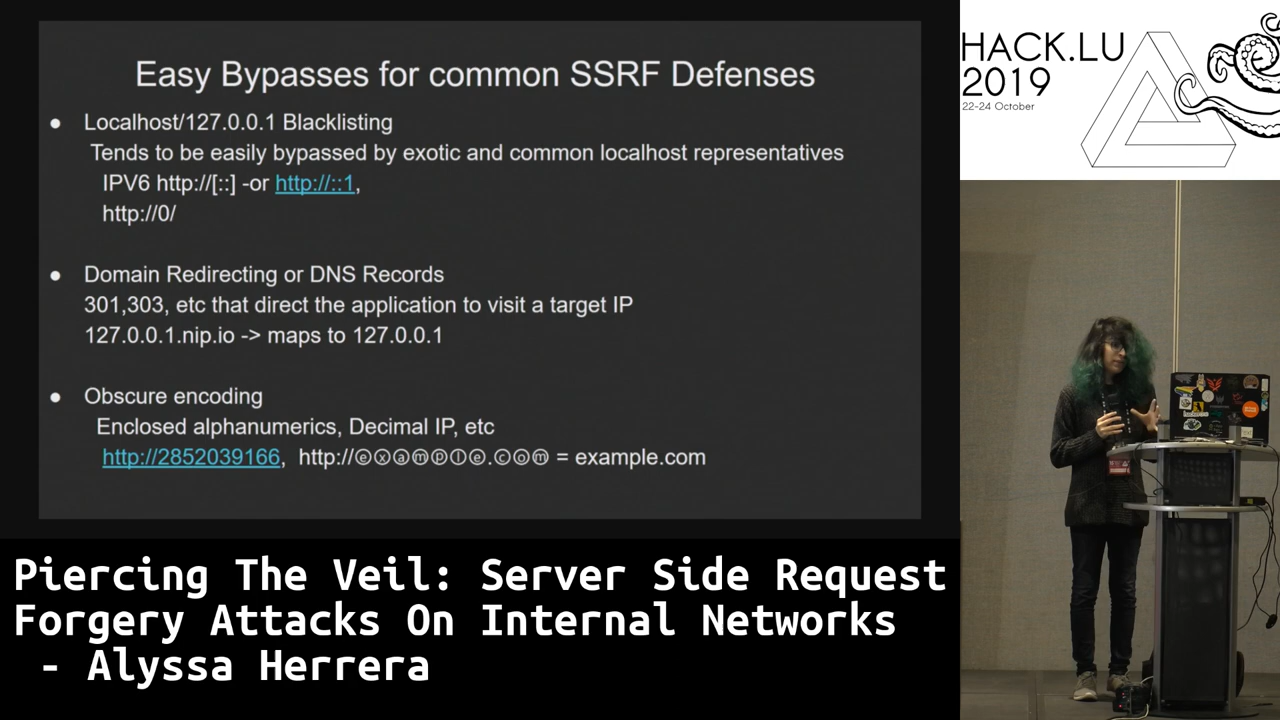 Easy Bypasses for common SSRF Defenses
● Localhost/127.0.0.1 Blacklisting
Tends to be easily bypassed by exotic and common localhost representatives
IPV6 http://[::] -or http://::1,
http://0/
● Domain Redirecting or DNS Records
301,303, etc that direct the application to visit a target IP
127.0.0.1.nip.io -> maps to 127.0.0.1
● Obscure encoding
Enclosed alphanumerics, Decimal IP, etc
http://2852039166, http://ⓔⓧⓐⓜⓟⓛⓔ.ⓒⓞⓜ = example.com
HACK.LU
2019
22-24 October
Piercing The Veil: Server Side Request
Forgery Attacks On Internal Networks
- Alyssa Herrera